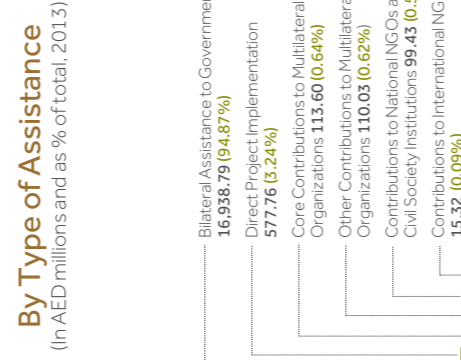 By Type of Assistance
(In AED millions and as % of total, 2013)
Bilateral Assistance to
16,938.79 (94.87%)
Direct Project Implementation
577.76 (3.24%)
Core Contributions to Multilateral
Organizations 113.60 (0.64%)
Other Contributions to
Organizations 110.03 (0.62%)
Contributions to National NGOs
Civil Society Institutions 99.43
Contributions to International
15.32 (0.09%)